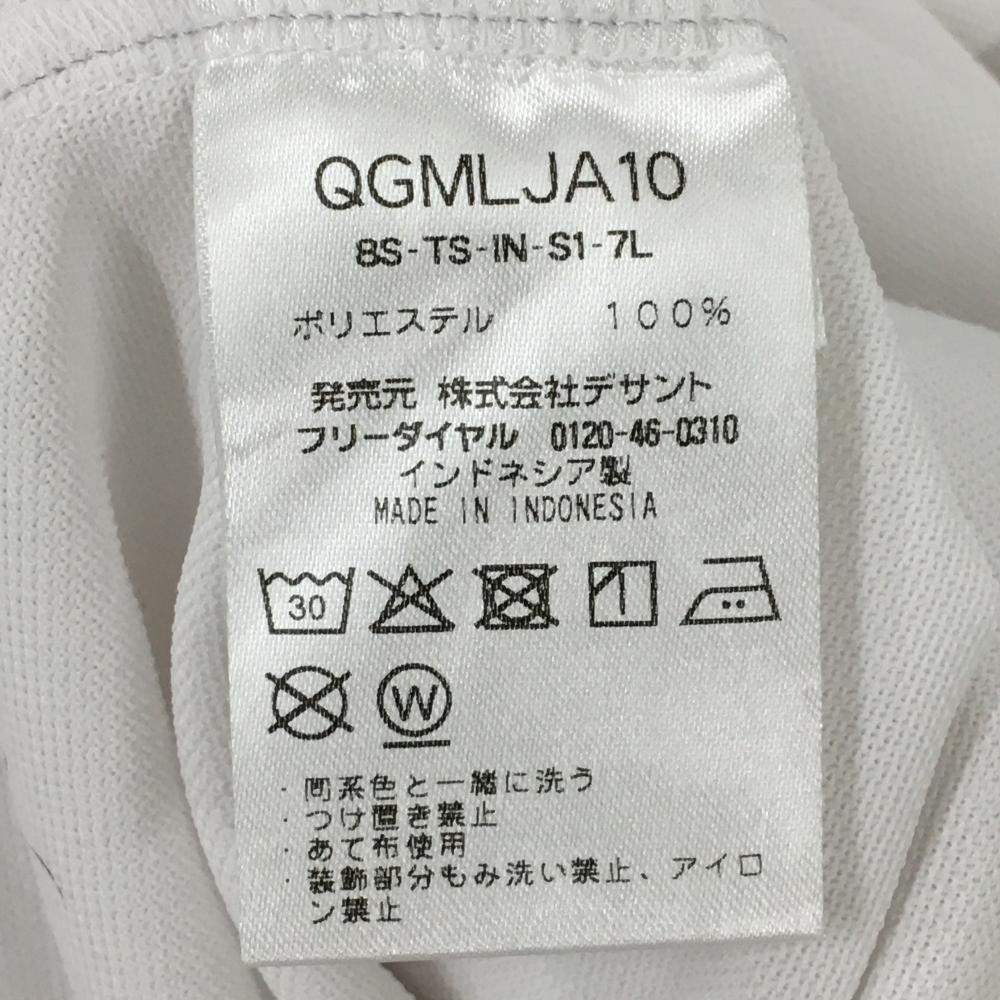 QGMLJA10
8S-TS-IN-S1-7L
ポリエステル 100%
発売元 株式会社デサント
フリーダイヤル 0120-46-0310
インドネシア製
MADE IN INDONESIA
30
W
・同系色と一緒に洗う
・つけ置き禁止
・あて布使用
・装飾部分もみ洗い禁止、アイロ
ン禁止